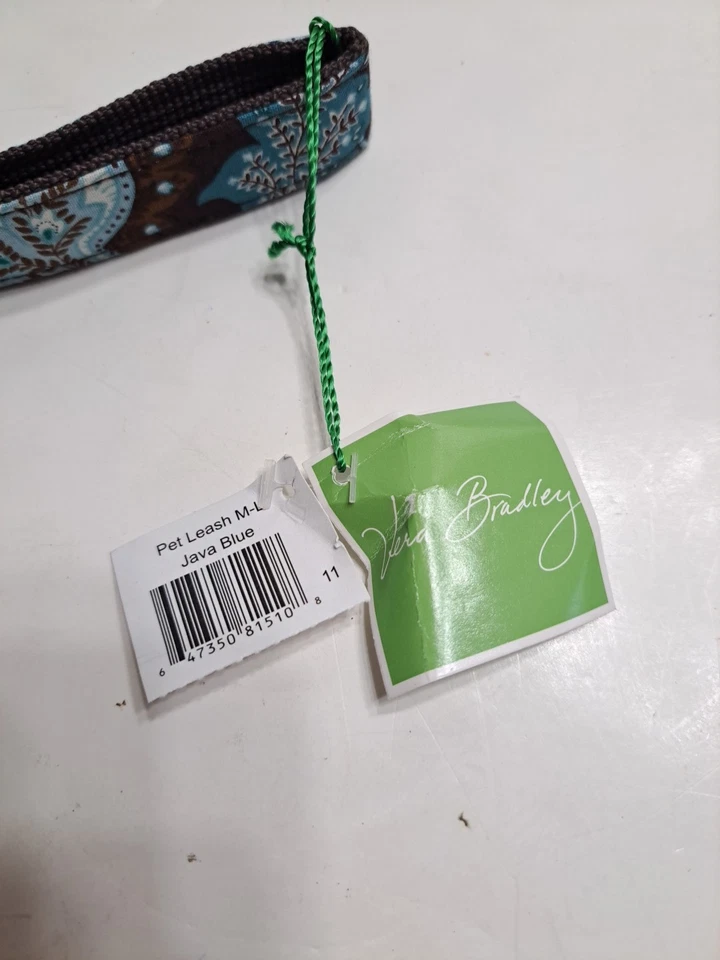 Pet Leash M-L
Java Blue
11
6 47350 81510 8
Vera Bradley